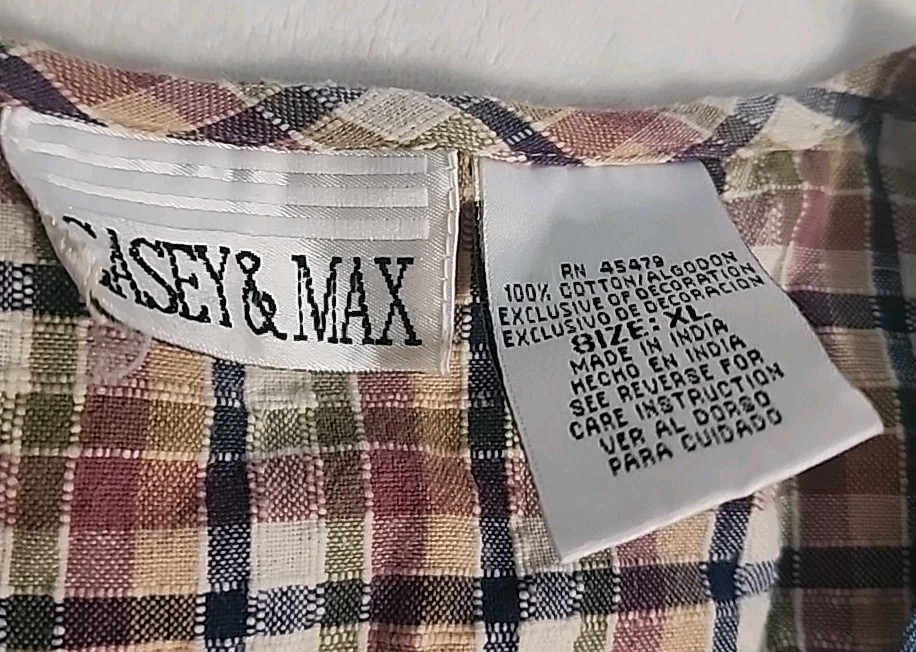 CASEY & MAX
RN 45479
100% COTTON/ALGODON
EXCLUSIVE OF DECORATION
EXCLUSIVO DE DECORACION
SIZE: XL
MADE IN INDIA
HECHO EN INDIA
SEE REVERSE FOR
CARE INSTRUCTION
VER AL DORSO
PARA CUIDADO